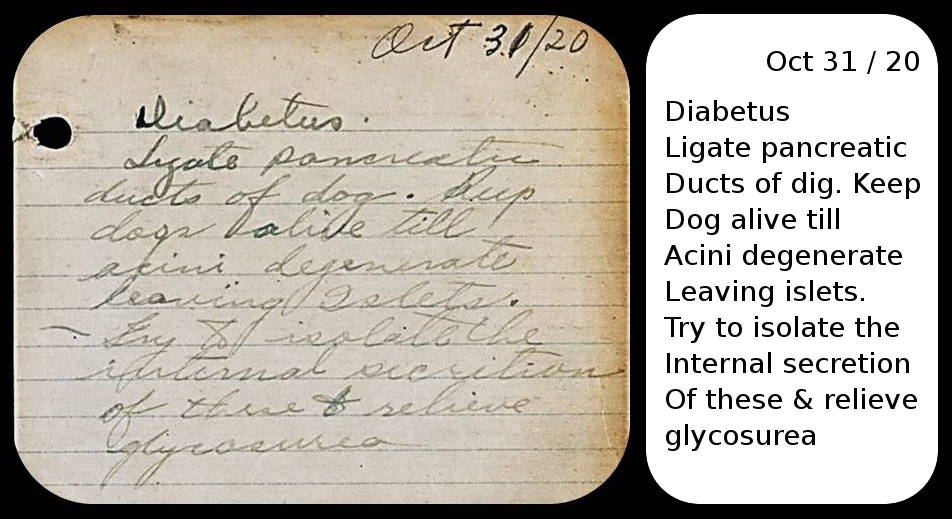 Oct 31/20
Diabetus.
Ligate pancreatic
ducts of dog. Keep
dogs alive till
acini degenerate
leaving Islets.
- Try to isolate the
internal secretion
of these & relieve
glycosurea
Oct 31 / 20
Diabetus
Ligate pancreatic
Ducts of dig. Keep
Dog alive till
Acini degenerate
Leaving islets.
Try to isolate the
Internal secretion
Of these & relieve
glycosurea